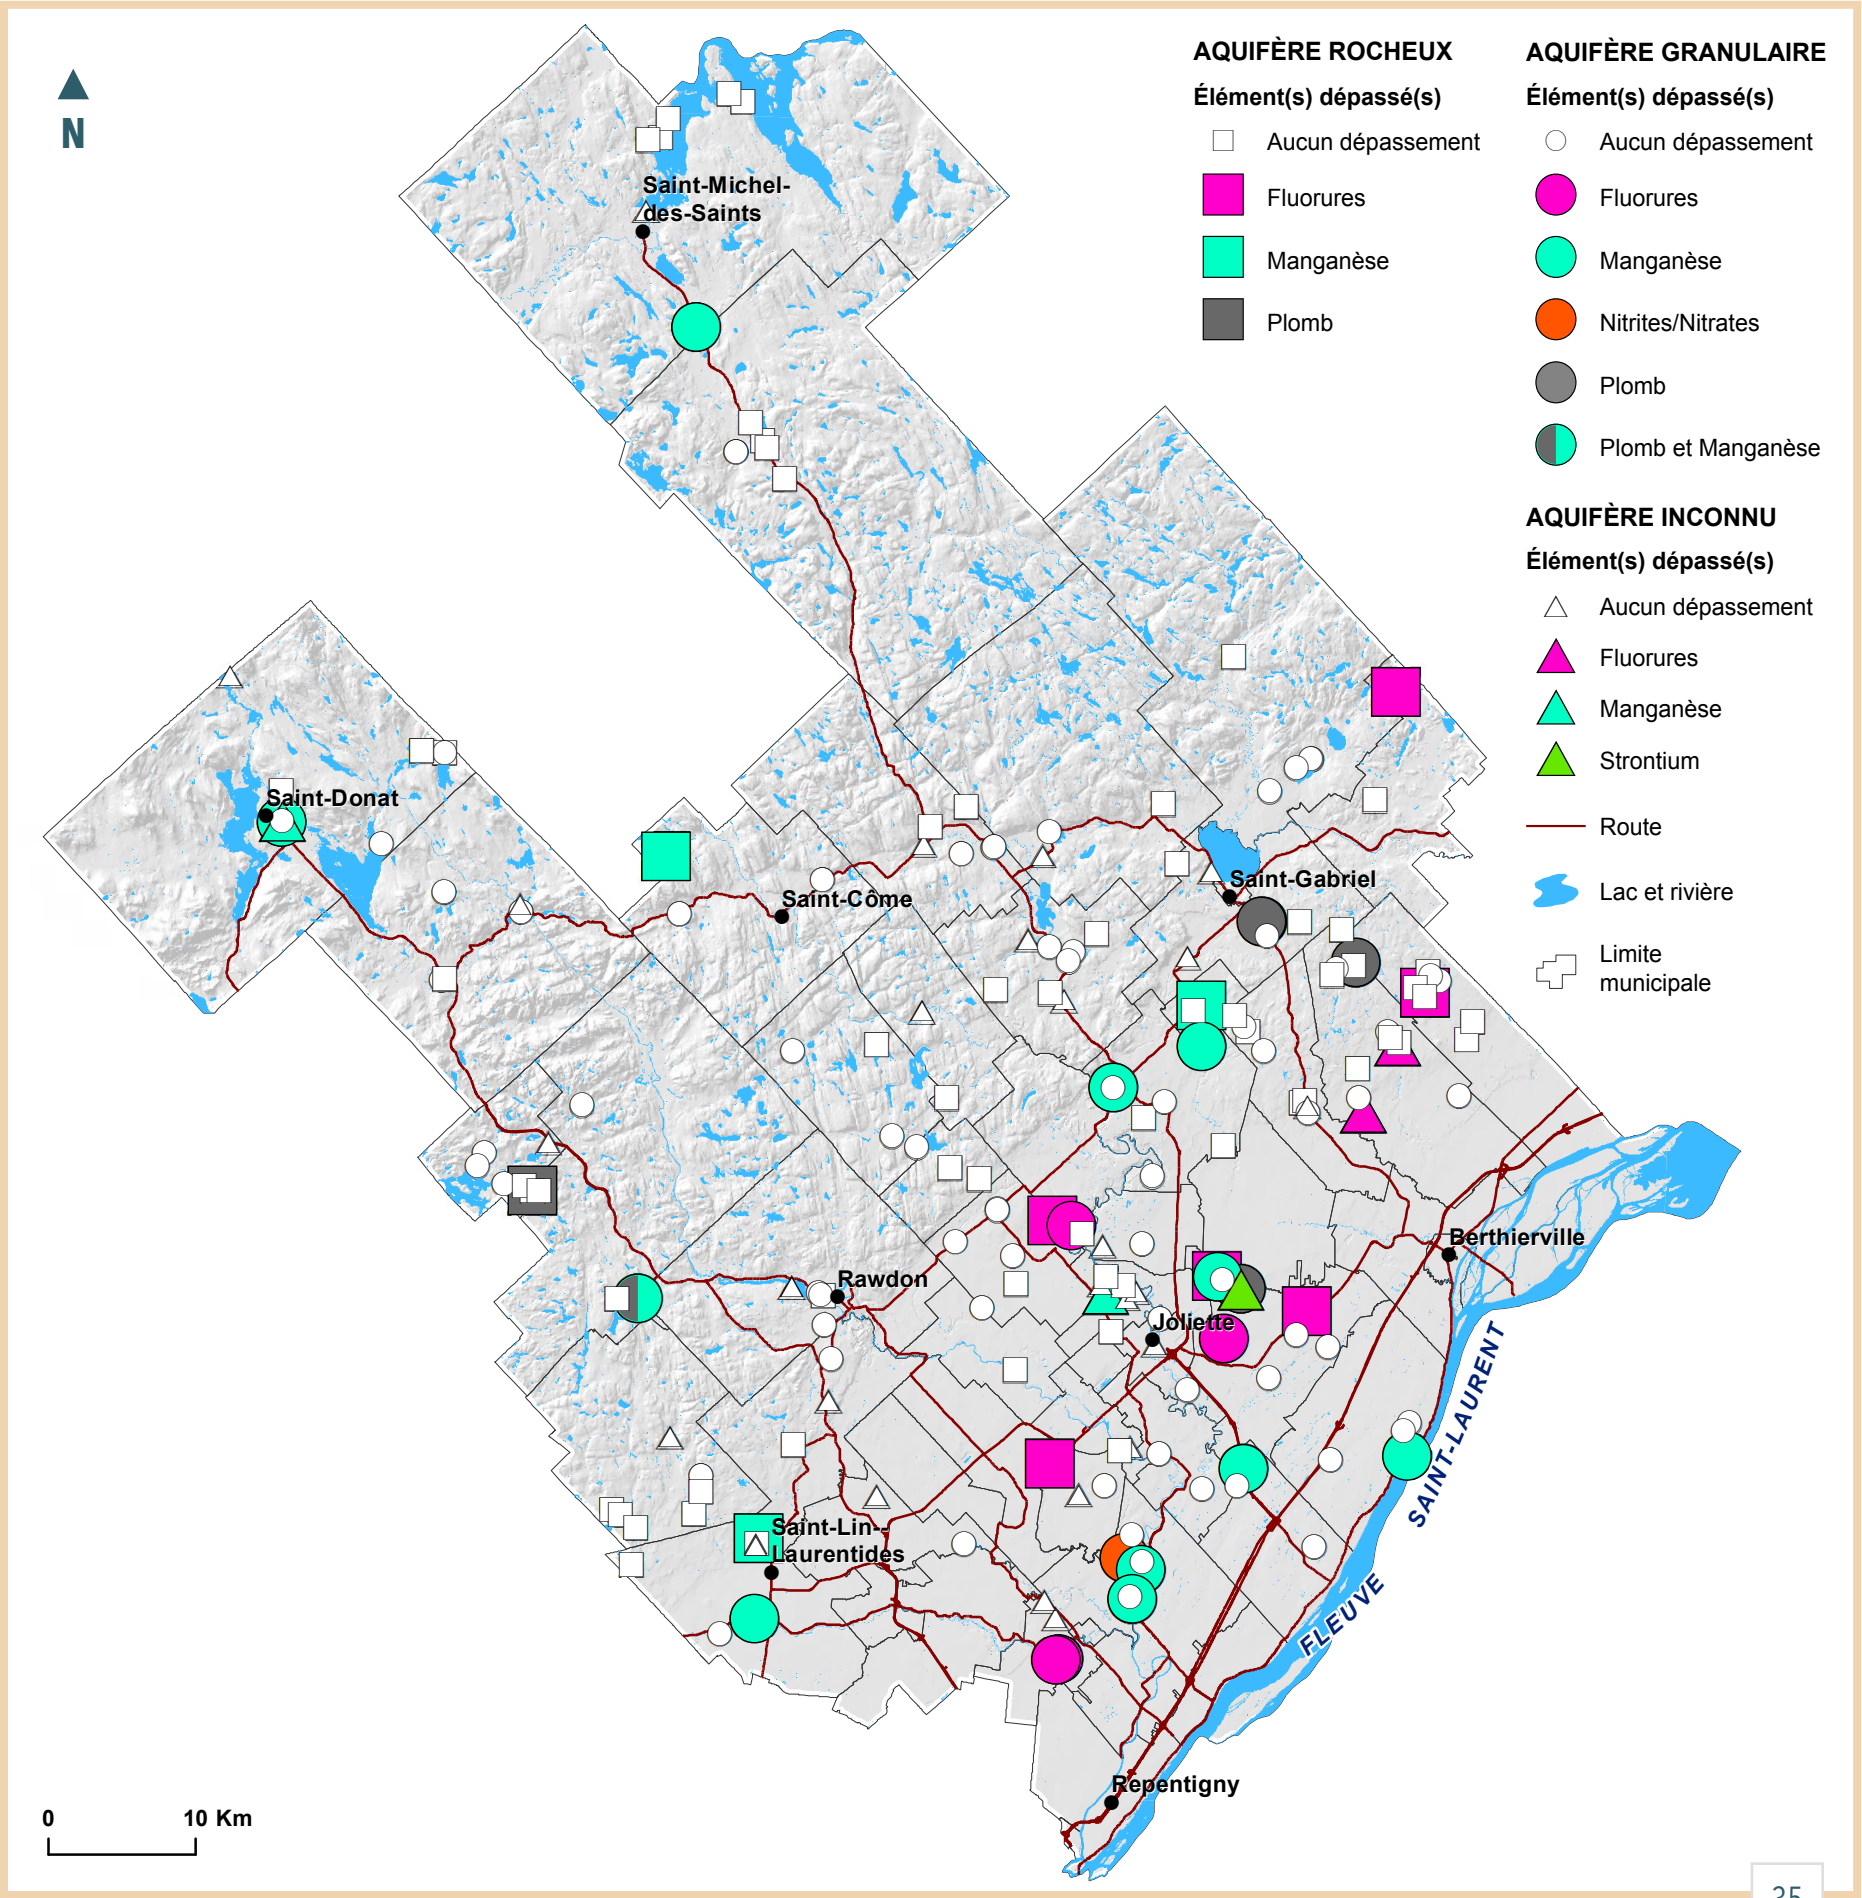 N
AQUIFÈRE ROCHEUX
Élément(s) dépassé(s)
Aucun dépassement
Fluorures
Manganèse
Plomb
AQUIFÈRE GRANULAIRE
Élément(s) dépassé(s)
Aucun dépassement
Fluorures
Manganèse
Nitrites/Nitrates
Plomb
Plomb et Manganèse
AQUIFÈRE INCONNU
Élément(s) dépassé(s)
Aucun dépassement
Fluorures
Manganèse
Strontium
Route
Lac et rivière
Limite
municipale
Saint-Michel-
des-Saints
Saint-Donat
Saint-Côme
Saint-Gabriel
Berthierville
Rawdon
Joliette
Saint-Lin--
Laurentides
Repentigny
FLEUVE
SAINT-LAURENT
0 10 Km
35